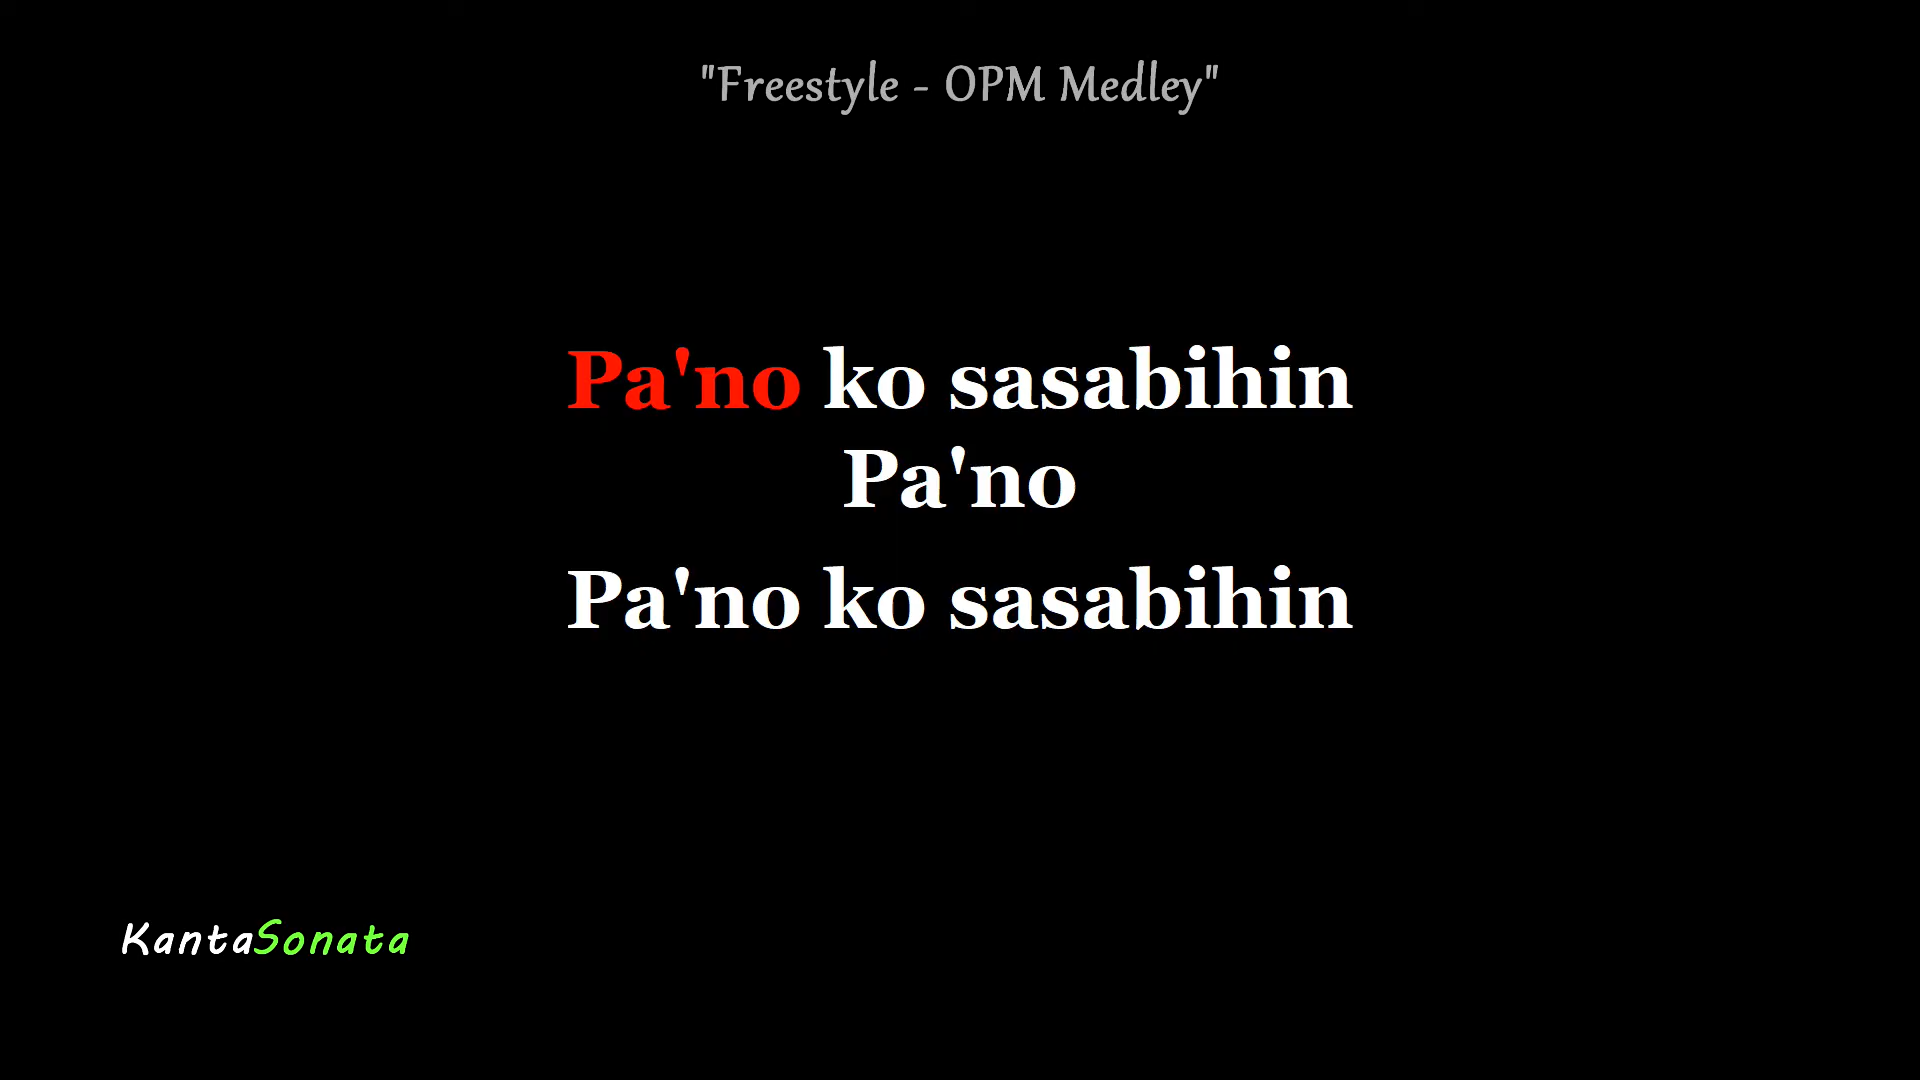 "Freestyle - OPM Medley"
Pa'no ko sasabihin
Pa'no
Pa'no ko sasabihin
KantaSonata